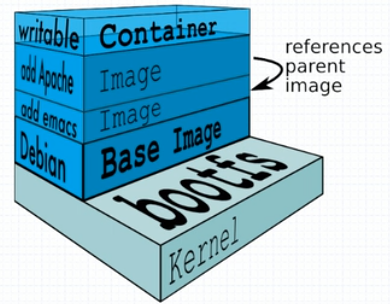 writable Container
add Apache Image
add emacs Image
Debian Base Image
references
parent
image
bootfs
Kernel